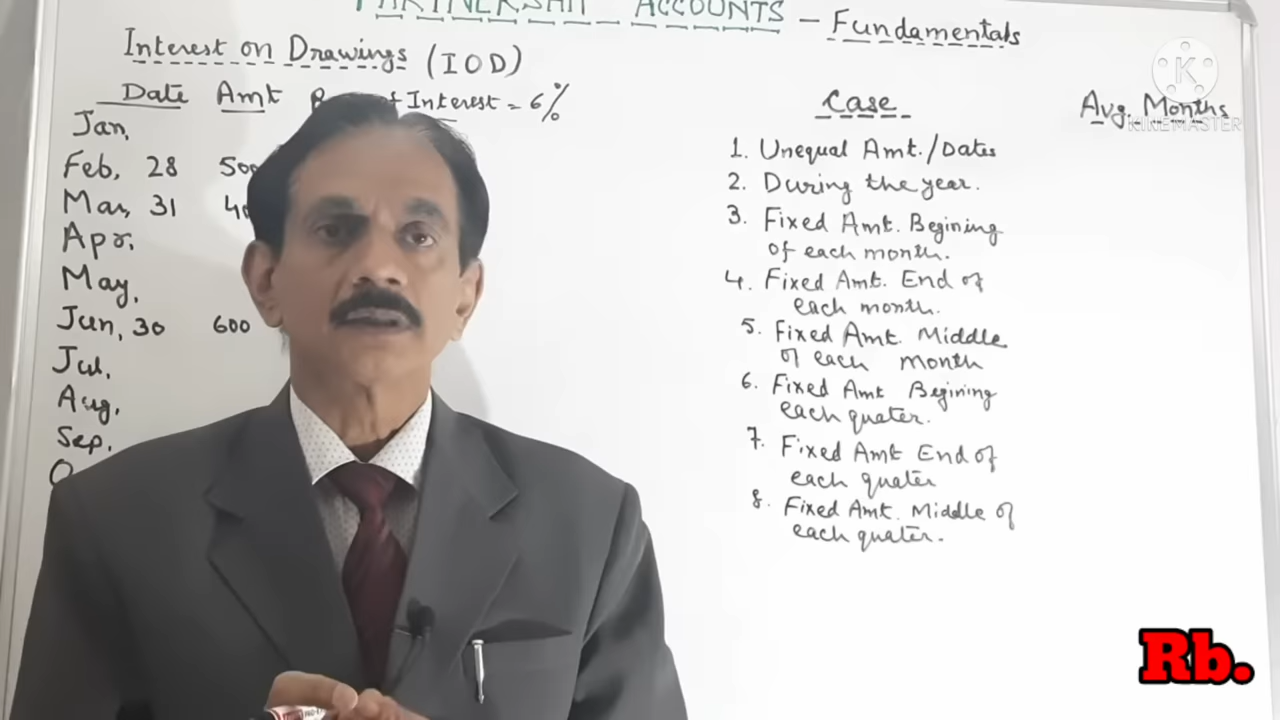 ACCOUNTS - Fundamentals
Interest on Drawings (IOD)
Date Amt Interest = 6%
Jan,
Feb, 28
Mar, 31
Apr.
May,
Jun, 30 600
Jul,
Aug,
Sep.
Case
Avg. Months
1. Unequal Amt./Dates
2. During the year.
3. Fixed Amt. Begining
of each month.
4. Fixed Amt. End of
each month.
5. Fixed Amt. Middle
of each month
6. Fixed Amt Begining
each quater.
7. Fixed Amt End of
each quater
8. Fixed Amt. Middle of
each quater.
K
KINEMASTER
Rb.